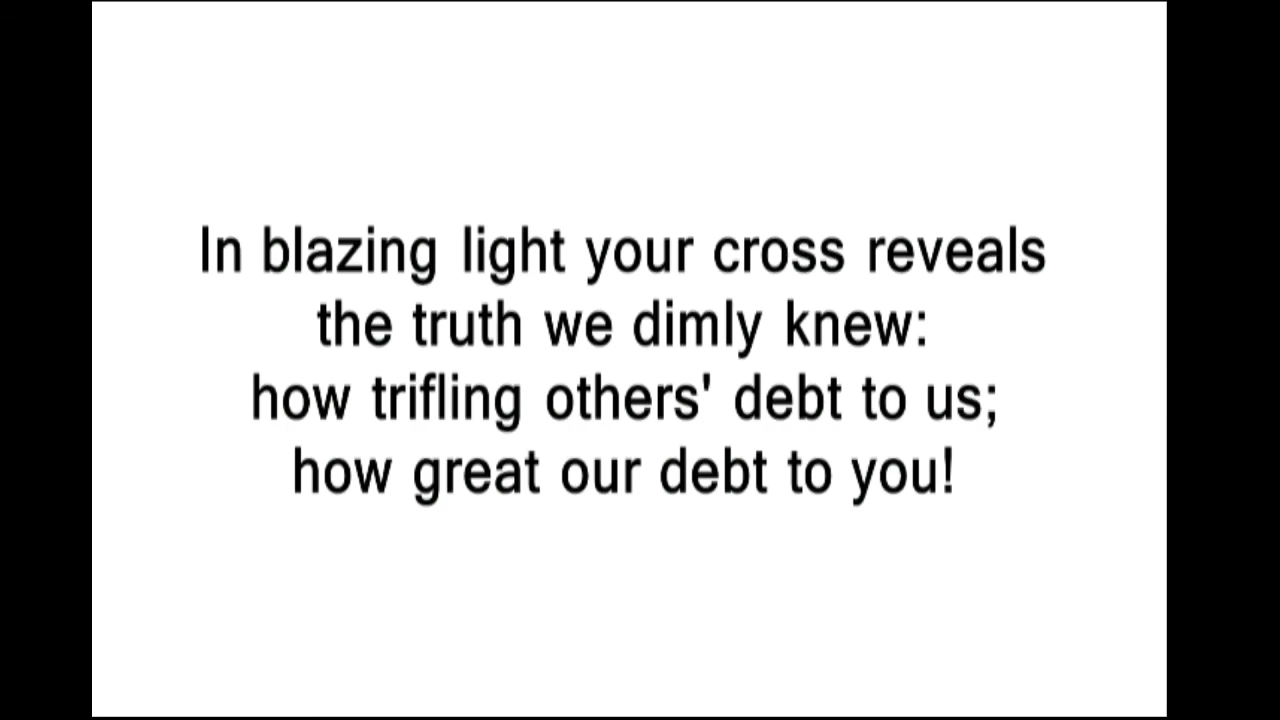 In blazing light your cross reveals
the truth we dimly knew:
how trifling others' debt to us;
how great our debt to you!